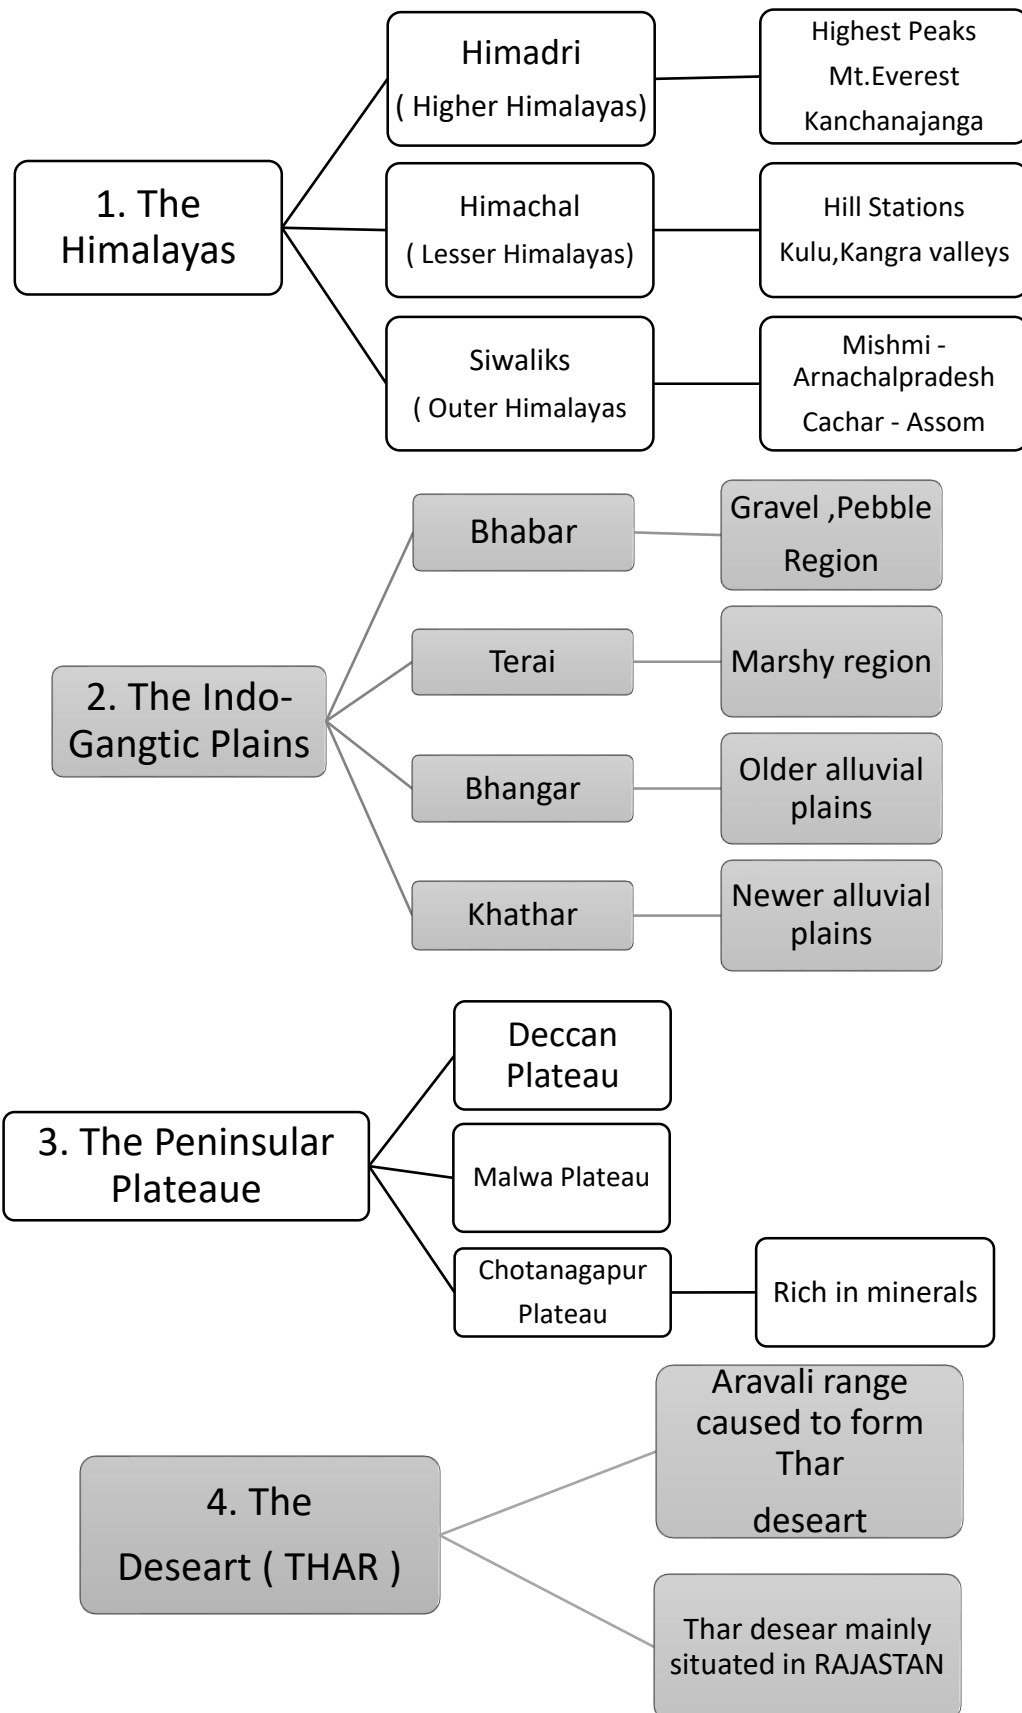 1. The
Himalayas
Himadri
( Higher Himalayas)
Highest Peaks
Mt.Everest
Kanchanajanga
Himachal
( Lesser Himalayas)
Hill Stations
Kulu,Kangra valleys
Siwaliks
( Outer Himalayas
Mishmi -
Arnachalpradesh
Cachar - Assom
2. The Indo-
Gangtic Plains
Bhabar
Gravel ,Pebble
Region
Terai
Marshy region
Bhangar
Older alluvial
plains
Khathar
Newer alluvial
plains
3. The Peninsular
Plateaue
Deccan
Plateau
Malwa Plateau
Chotanagapur
Plateau
Rich in minerals
4. The
Deseart ( THAR )
Aravali range
caused to form
Thar
deseart
Thar desear mainly
situated in RAJASTAN